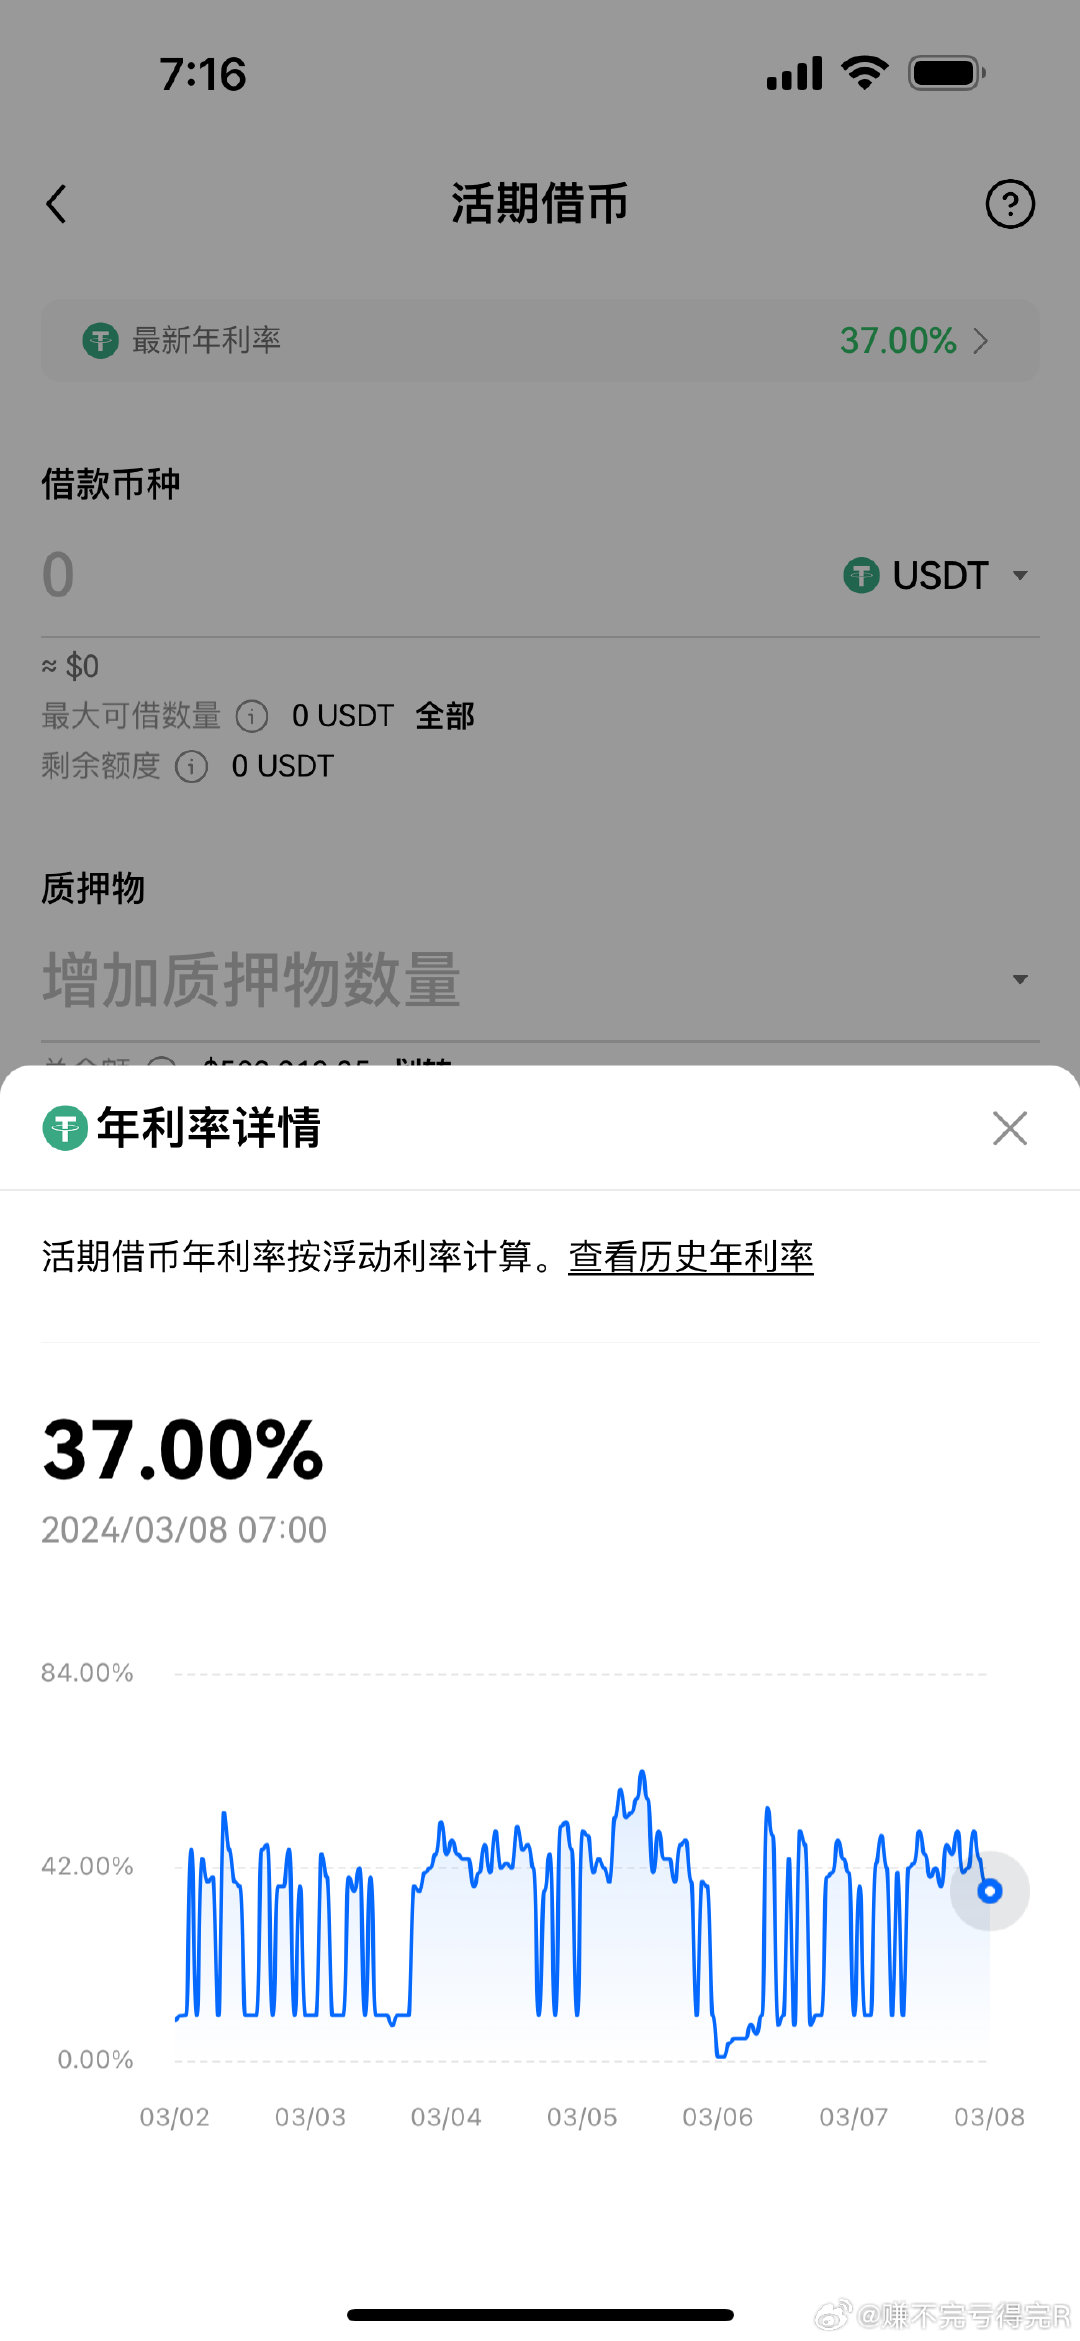 7:16
活期借币
最新年利率 37.00%
借款币种
0 USDT
≈ $0
最大可借数量 0 USDT 全部
剩余额度 0 USDT
质押物
增加质押物数量
年利率详情
活期借币年利率按浮动利率计算。查看历史年利率
37.00%
2024/03/08 07:00
84.00%
42.00%
0.00%
03/02 03/03 03/04 03/05 03/06 03/07 03/08
@赚不完亏得完R